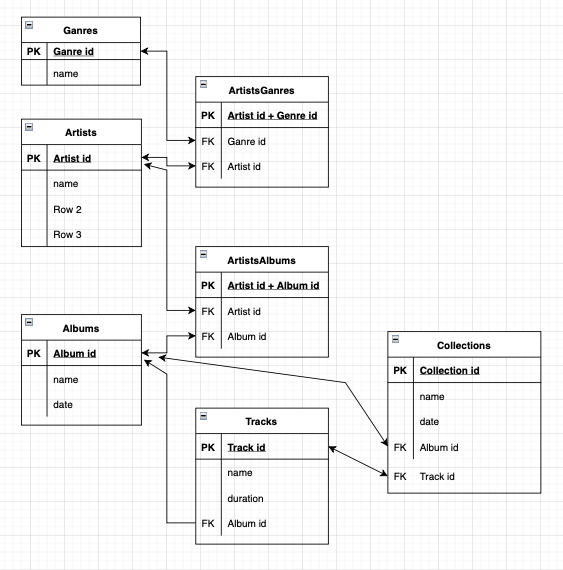 Ganres
PK Ganre id
name
ArtistsGanres
PK Artist id + Genre id
FK Ganre id
FK Artist id
Artists
PK Artist id
name
Row 2
Row 3
ArtistsAlbums
PK Artist id + Album id
FK Artist id
FK Album id
Albums
PK Album id
name
date
Collections
PK Collection id
name
date
FK Album id
FK Track id
Tracks
PK Track id
name
duration
FK Album id